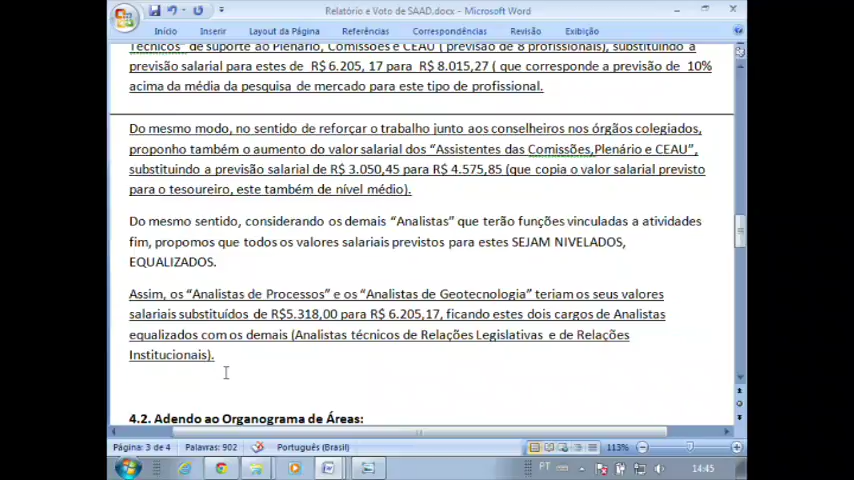 Relatório e Voto de SAAD.docx - Microsoft Word
Início Inserir Layout da Página Referências Correspondências Revisão Exibição
Técnicos" de suporte ao Plenário, Comissões e CEAU ( previsão de 8 profissionais), substituindo a
previsão salarial para estes de R$ 6.205, 17 para R$ 8.015,27 ( que corresponde a previsão de 10%
acima da média da pesquisa de mercado para este tipo de profissional.
Do mesmo modo, no sentido de reforçar o trabalho junto aos conselheiros nos órgãos colegiados,
proponho também o aumento do valor salarial dos "Assistentes das Comissões,Plenário e CEAU",
substituindo a previsão salarial de R$ 3.050,45 para R$ 4.575,85 (que copia o valor salarial previsto
para o tesoureiro, este também de nível médio).
Do mesmo sentido, considerando os demais "Analistas" que terão funções vinculadas a atividades
fim, propomos que todos os valores salariais previstos para estes SEJAM NIVELADOS,
EQUALIZADOS.
Assim, os "Analistas de Processos" e os "Analistas de Geotecnologia" teriam os seus valores
salariais substituídos de R$5.318,00 para R$ 6.205,17, ficando estes dois cargos de Analistas
equalizados com os demais (Analistas técnicos de Relações Legislativas e de Relações
Institucionais).
4.2. Adendo ao Organograma de Áreas:
Página: 3 de 4 Palavras: 902 Português (Brasil) 113%
PT 14:45